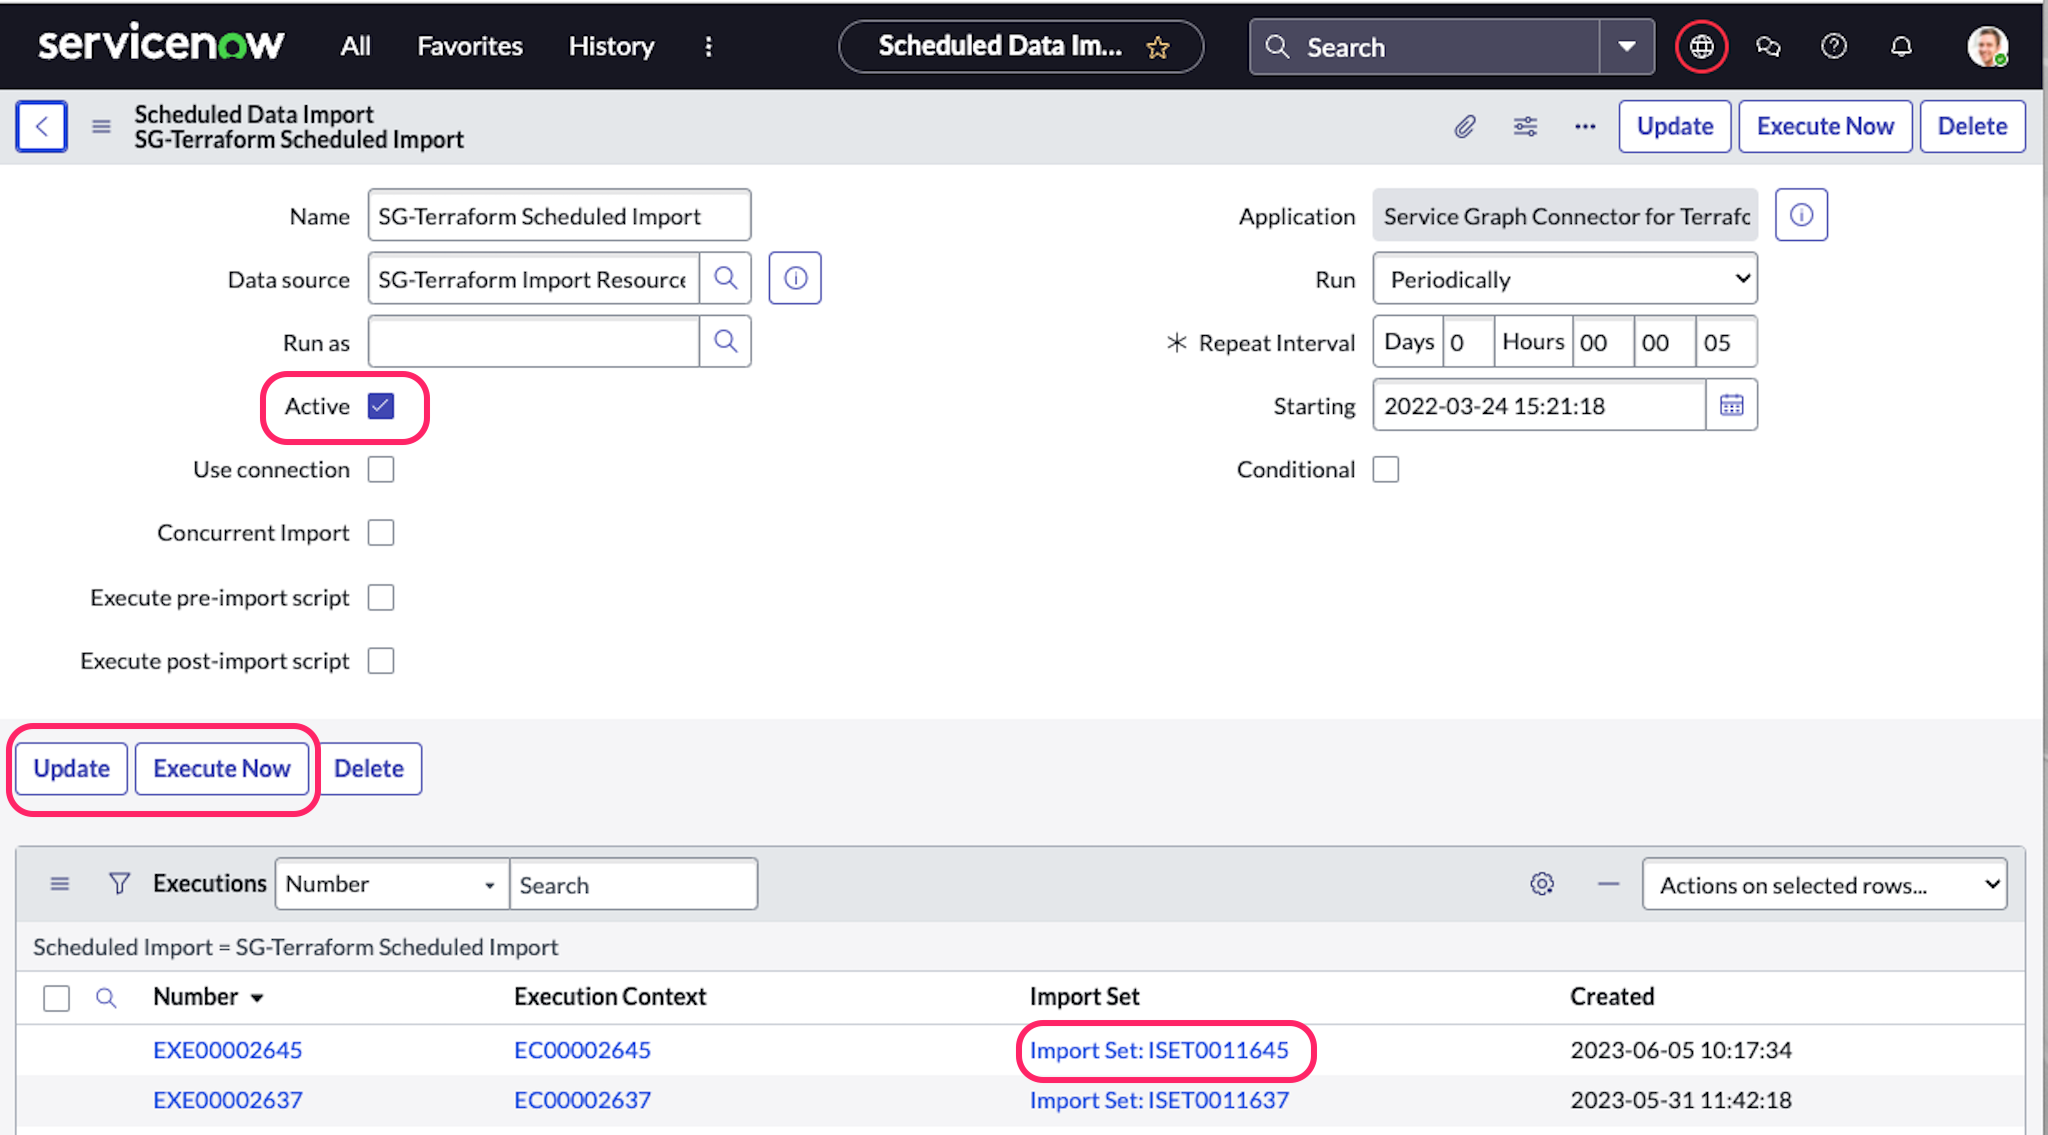 servicenow All Favorites History Scheduled Data Im... Search
Scheduled Data Import
SG-Terraform Scheduled Import
Update Execute Now Delete
Name SG-Terraform Scheduled Import
Application Service Graph Connector for Terrafo
Data source SG-Terraform Import Resource
Run Periodically
Run as
Repeat Interval Days 0 Hours 00 00 05
Active
Starting 2022-03-24 15:21:18
Use connection
Conditional
Concurrent Import
Execute pre-import script
Execute post-import script
Update Execute Now Delete
Executions Number Search Actions on selected rows...
Scheduled Import = SG-Terraform Scheduled Import
Number Execution Context Import Set Created
EXE00002645 EC00002645 Import Set: ISET0011645 2023-06-05 10:17:34
EXE00002637 EC00002637 Import Set: ISET0011637 2023-05-31 11:42:18